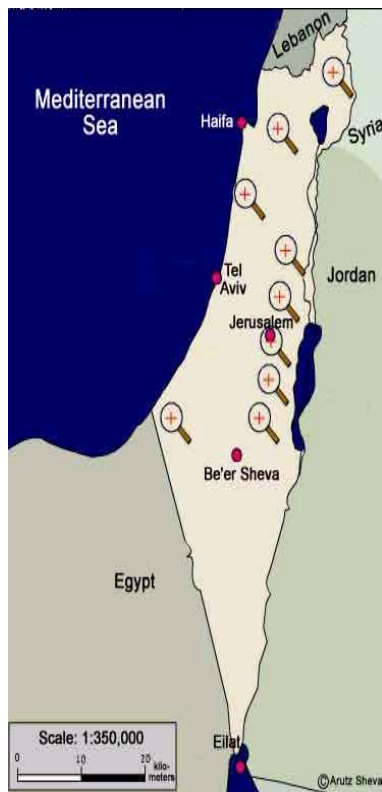 Lebanon
Mediterranean
Sea
Haifa
Syria
Tel
Aviv
Jordan
Jerusalem
Be'er Sheva
Egypt
Scale: 1:350,000
0 10 20
kilo-
meters
Eilat
©Arutz Sheva